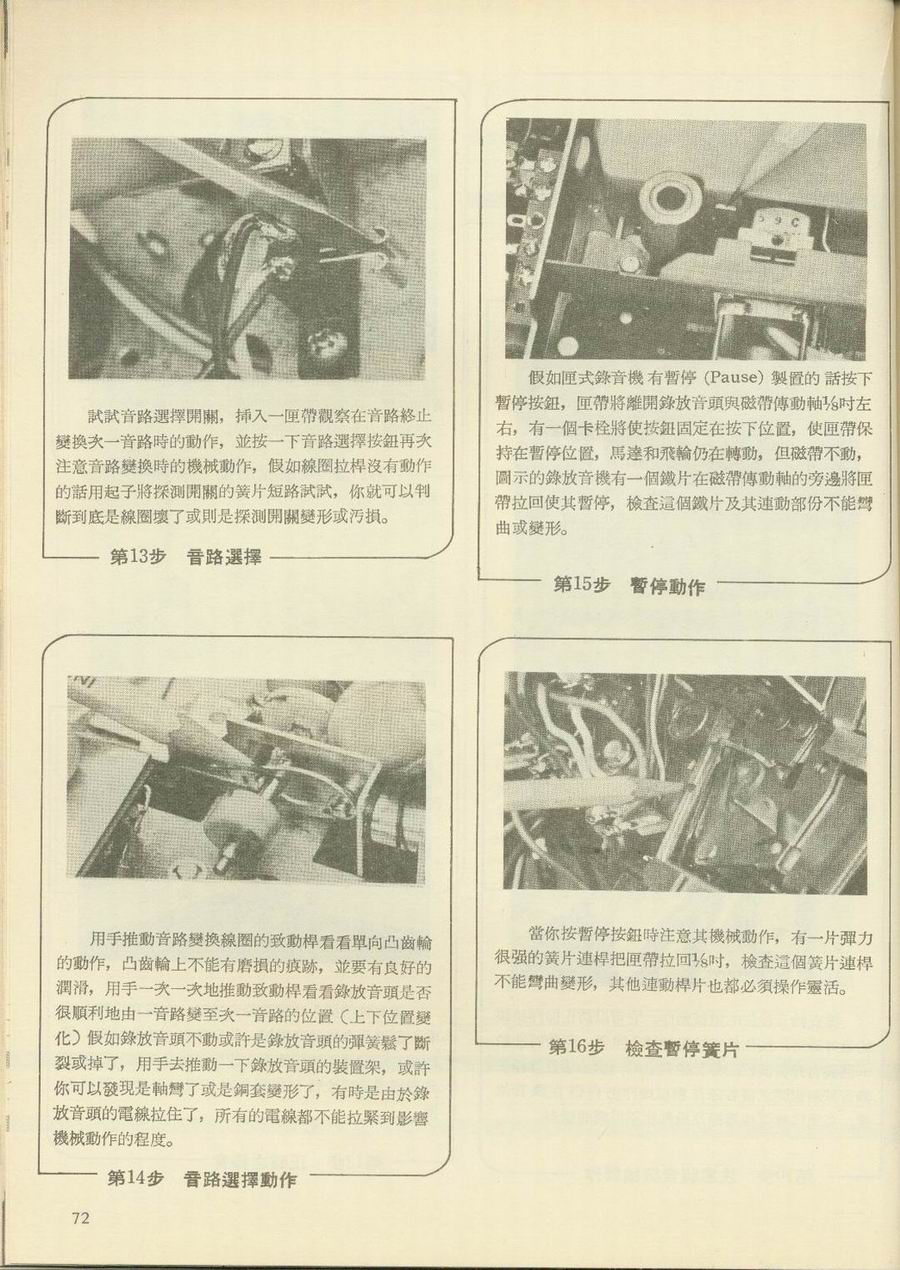 試試音路選擇開關，揷入一匣帶觀察在音路終止
變換次一音路時的動作，並按一下音路選擇按鈕再次
注意音路變換時的機械動作，假如線圈拉桿沒有動作
的話用起子將探測開關的簧片短路試試，你就可以判
斷到底是線圈壞了或則是探測開關變形或汚損。
第13步　音路選擇
用手推動音路變換線圈的致動桿看看單向凸齒輪
的動作，凸齒輪上不能有磨損的痕跡，並要有良好的
潤滑，用手一次一次地推動致動桿看看錄放音頭是否
很順利地由一音路變至次一音路的位置（上下位置變
化）假如錄放音頭不動或許是錄放音頭的彈簧鬆了斷
裂或掉了，用手去推動一下錄放音頭的裝置架，或許
你可以發現是軸彎了或是銅套變形了，有時是由於錄
放音頭的電線拉住了，所有的電線都不能拉緊到影響
機械動作的程度。
第14步　音路選擇動作
假如匣式錄音機有暫停（Pause）製置的話按下
暫停按鈕，匣帶將離開錄放音頭與磁帶傳動軸⅛吋左
右，有一個卡栓將使按鈕固定在按下位置，使匣帶保
持在暫停位置，馬達和飛輪仍在轉動，但磁帶不動，
圖示的錄放音機有一個鐵片在磁帶傳動軸的旁邊將匣
帶拉回使其暫停，檢查這個鐵片及其連動部份不能彎
曲或變形。
第15步　暫停動作
當你按暫停按鈕時注意其機械動作，有一片彈力
很强的簧片連桿把匣帶拉回⅛吋，檢查這個簧片連桿
不能彎曲變形，其他連動桿片也都必須操作靈活。
第16步　檢查暫停簧片
72